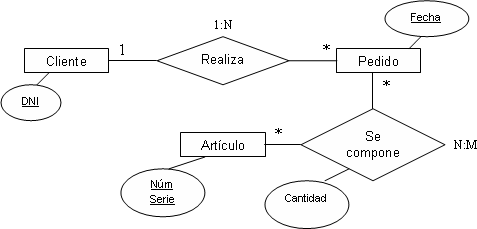 Fecha
1:N
1
*
Cliente
Realiza
Pedido
*
DNI
*
Artículo
Se
compone
N:M
Núm
Serie
Cantidad